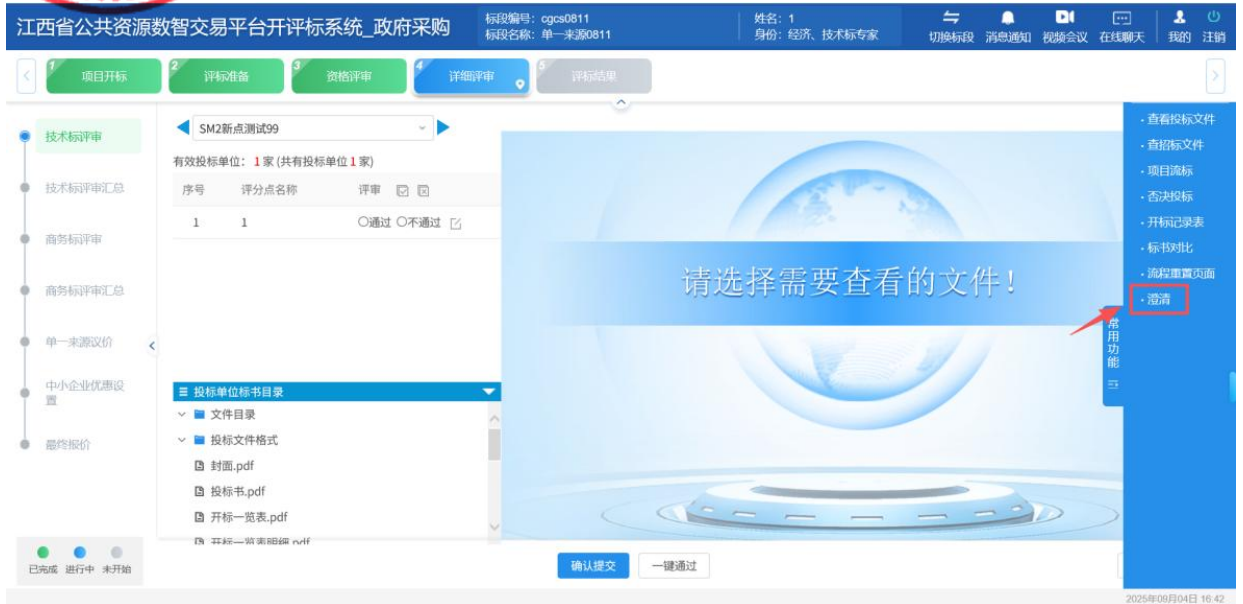 江西省公共资源数智交易平台开评标系统_政府采购
标段编号：cgcs0811
标段名称：单一来源0811
姓名：1
身份：经济、技术标专家
切换标段 消息通知 视频会议 在线聊天 我的 注销
1 项目开标
2 评标准备
3 资格评审
4 详细评审
5 评标结果
技术标评审
技术标评审汇总
商务标评审
商务标评审汇总
单一来源议价
中小企业优惠设
置
最终报价
已完成 进行中 未开始
SM2新点测试99
有效投标单位：1家 (共有投标单位1家)
序号 评分点名称 评审
1 1 通过 不通过
投标单位标书目录
文件目录
投标文件格式
封面.pdf
投标书.pdf
开标一览表.pdf
开标一览表明细.pdf
请选择需要查看的文件！
·查看投标文件
·查招标文件
·项目流标
·否决投标
·开标记录表
·标书对比
·流程重置页面
·澄清
常用功能
确认提交 一键通过
2025年09月04日 16:42